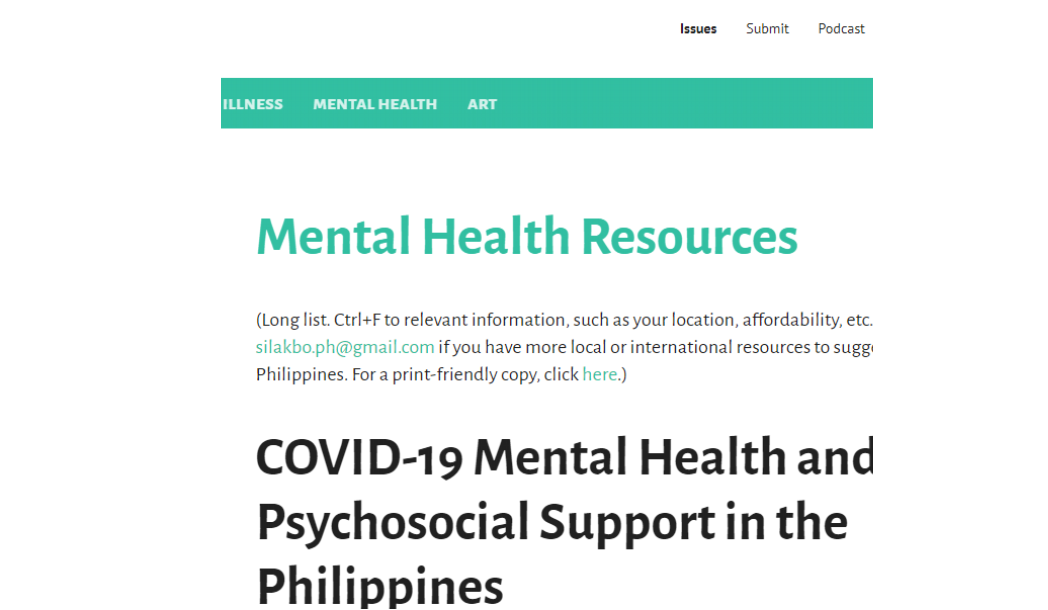 Issues Submit Podcast
ILLNESS MENTAL HEALTH ART
Mental Health Resources
(Long list. Ctrl+F to relevant information, such as your location, affordability, etc.
silakbo.ph@gmail.com if you have more local or international resources to
Philippines. For a print-friendly copy, click here.)
COVID-19 Mental Health and
Psychosocial Support in the
Philippines